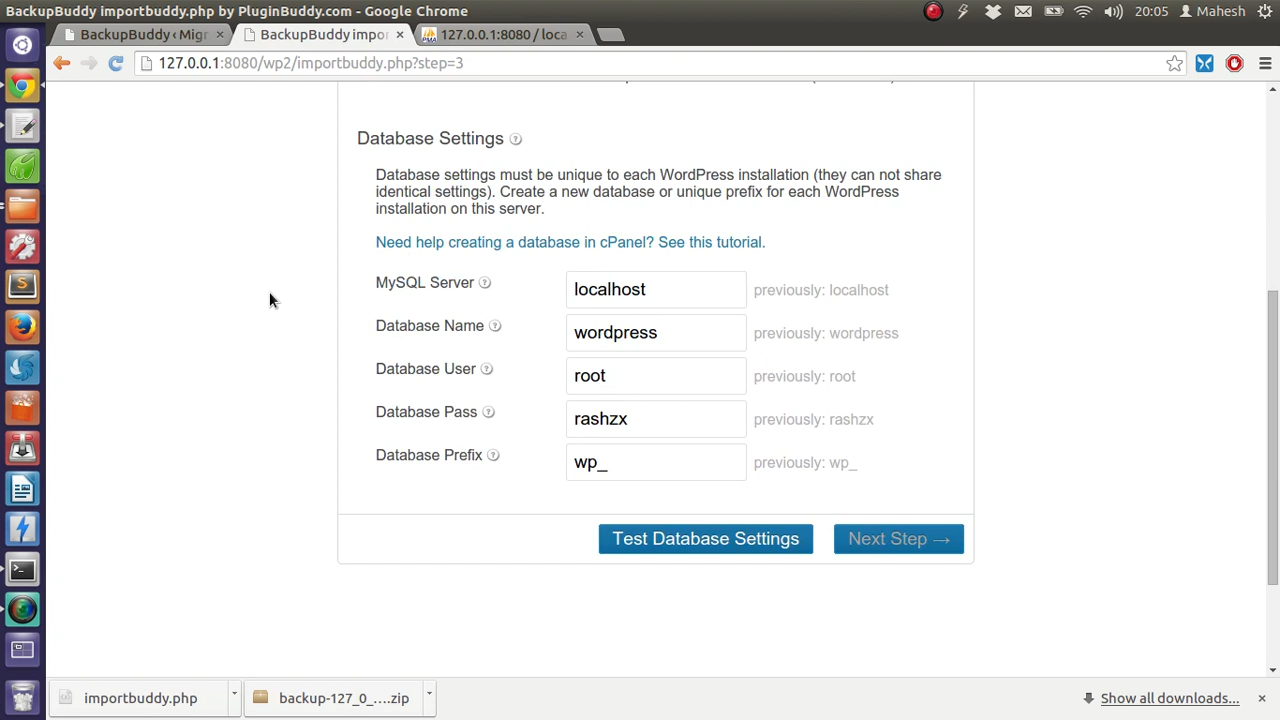 BackupBuddy importbuddy.php by PluginBuddy.com - Google Chrome
20:05
Mahesh
BackupBuddy ‹ Migr
BackupBuddy impor
127.0.0.1:8080 / loca
127.0.0.1:8080/wp2/importbuddy.php?step=3
Database Settings
Database settings must be unique to each WordPress installation (they can not share
identical settings). Create a new database or unique prefix for each WordPress
installation on this server.
Need help creating a database in cPanel? See this tutorial.
MySQL Server
localhost
previously: localhost
Database Name
wordpress
previously: wordpress
Database User
root
previously: root
Database Pass
rashzx
previously: rashzx
Database Prefix
wp_
previously: wp_
Test Database Settings
Next Step →
importbuddy.php
backup-127_0_....zip
Show all downloads...